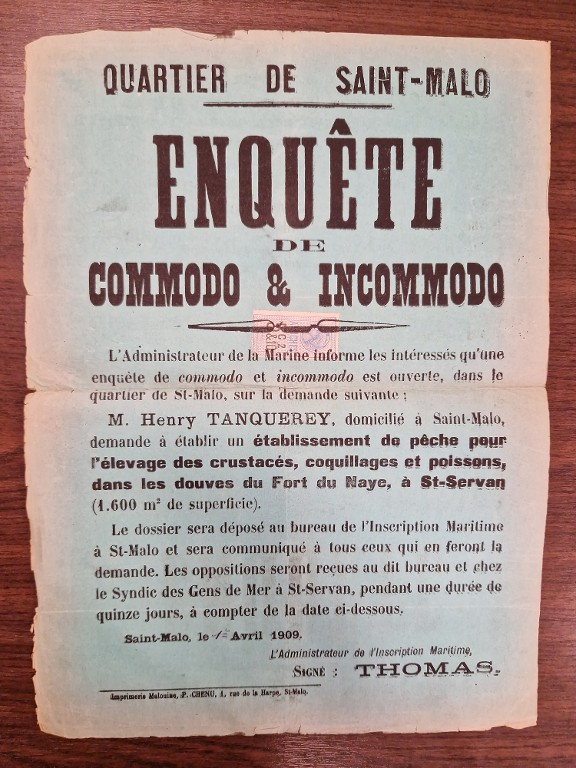 QUARTIER DE SAINT-MALO
ENQUÊTE
DE
COMMODO & INCOMMODO
L'Administrateur de la Marine informe les intéressés qu'une
enquête de commodo et incommodo est ouverte, dans le
quartier de St-Malo, sur la demande suivante :
M. Henry TANQUEREY, domicilié à Saint-Malo,
demande à établir un établissement de pêche pour
l'élevage des crustacés, coquillages et poissons,
dans les douves du Fort du Naye, à St-Servan
(1.600 m² de superficie).
Le dossier sera déposé au bureau de l'Inscription Maritime
à St-Malo et sera communiqué à tous ceux qui en feront la
demande. Les oppositions seront reçues au dit bureau et chez
le Syndic des Gens de Mer à St-Servan, pendant une durée de
quinze jours, à compter de la date ci-dessous.
Saint-Malo, le Avril 1909.
L'Administrateur de l'Inscription Maritime,
SIGNÉ : THOMAS.
Imprimerie Malouine, P. CHENU, 1, rue de la Harpe, St-Malo.